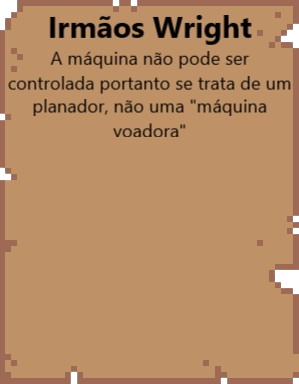 Irmãos Wright
A máquina não pode ser
controlada portanto se trata de um
planador, não uma "máquina
voadora"